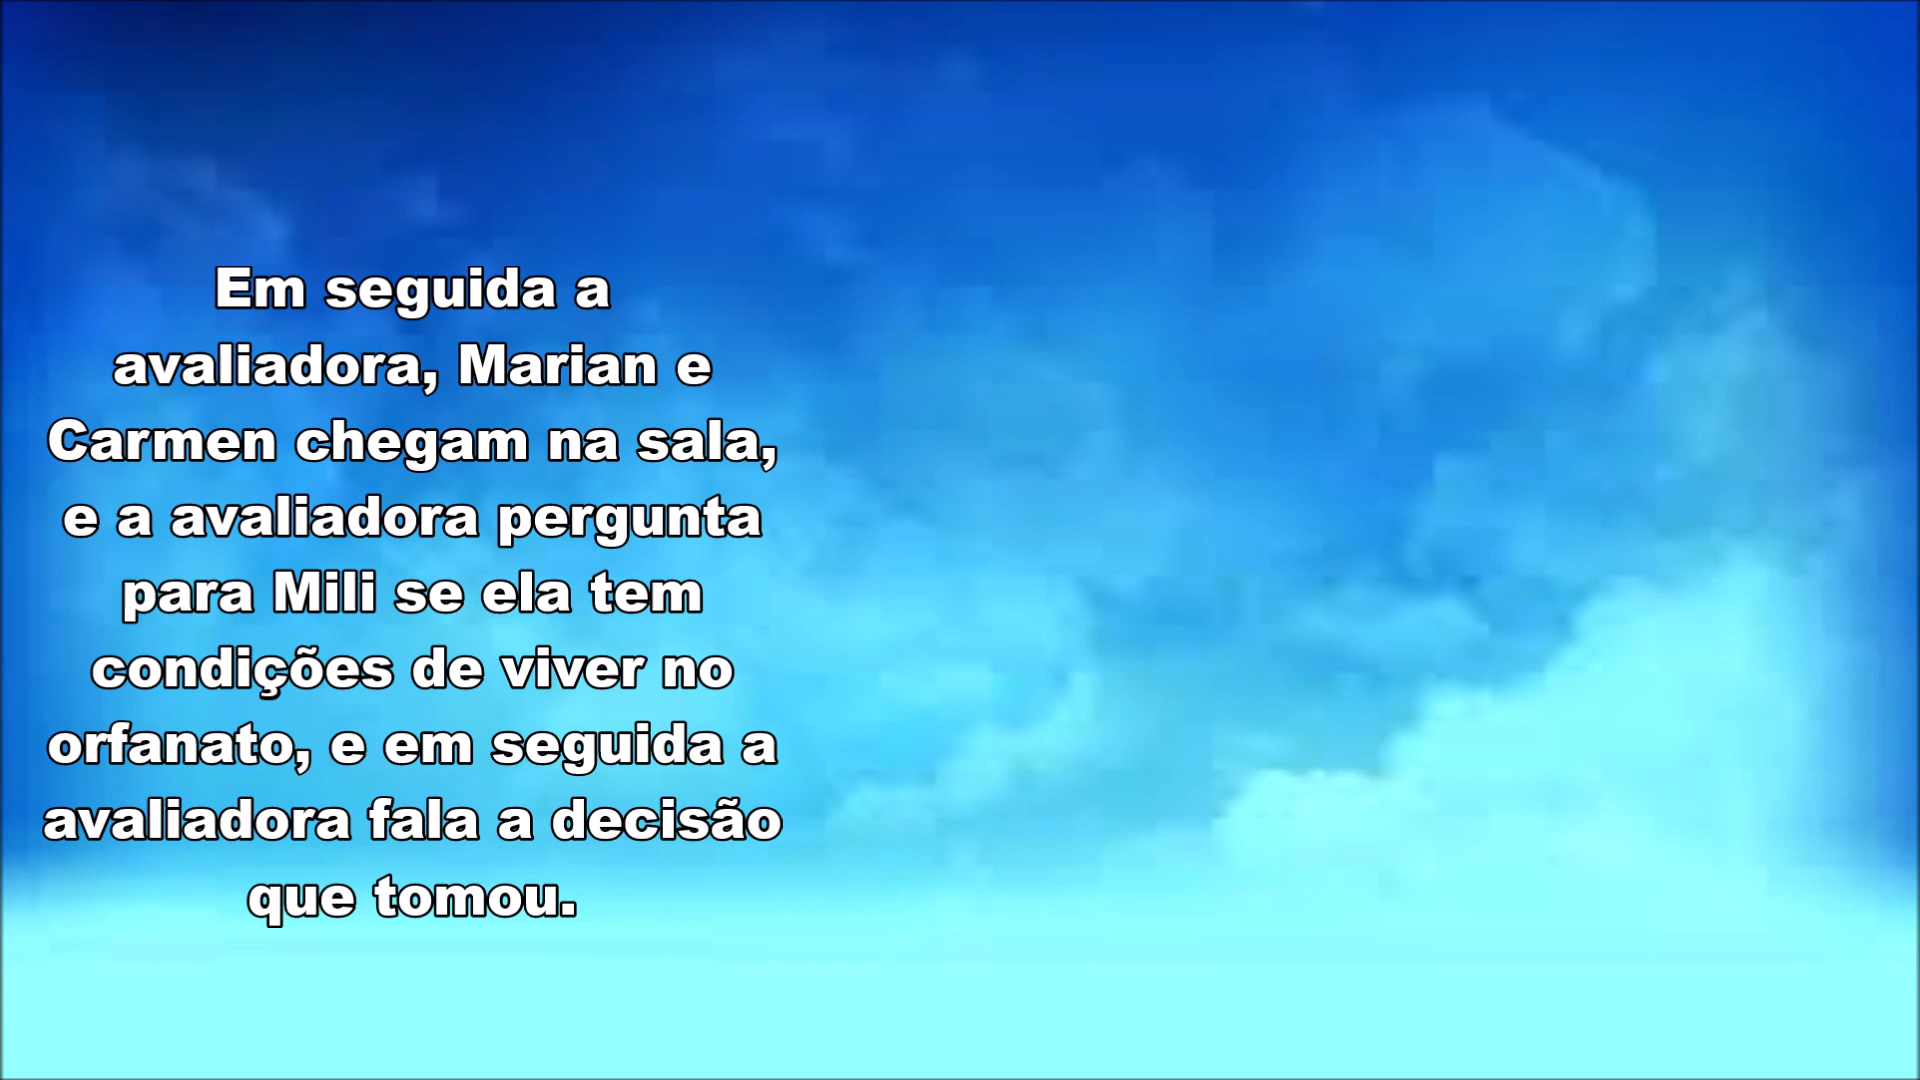 Em seguida a
avaliadora, Marian e
Carmen chegam na sala,
e a avaliadora pergunta
para Mili se ela tem
condições de viver no
orfanato, e em seguida a
avaliadora fala a decisão
que tomou.